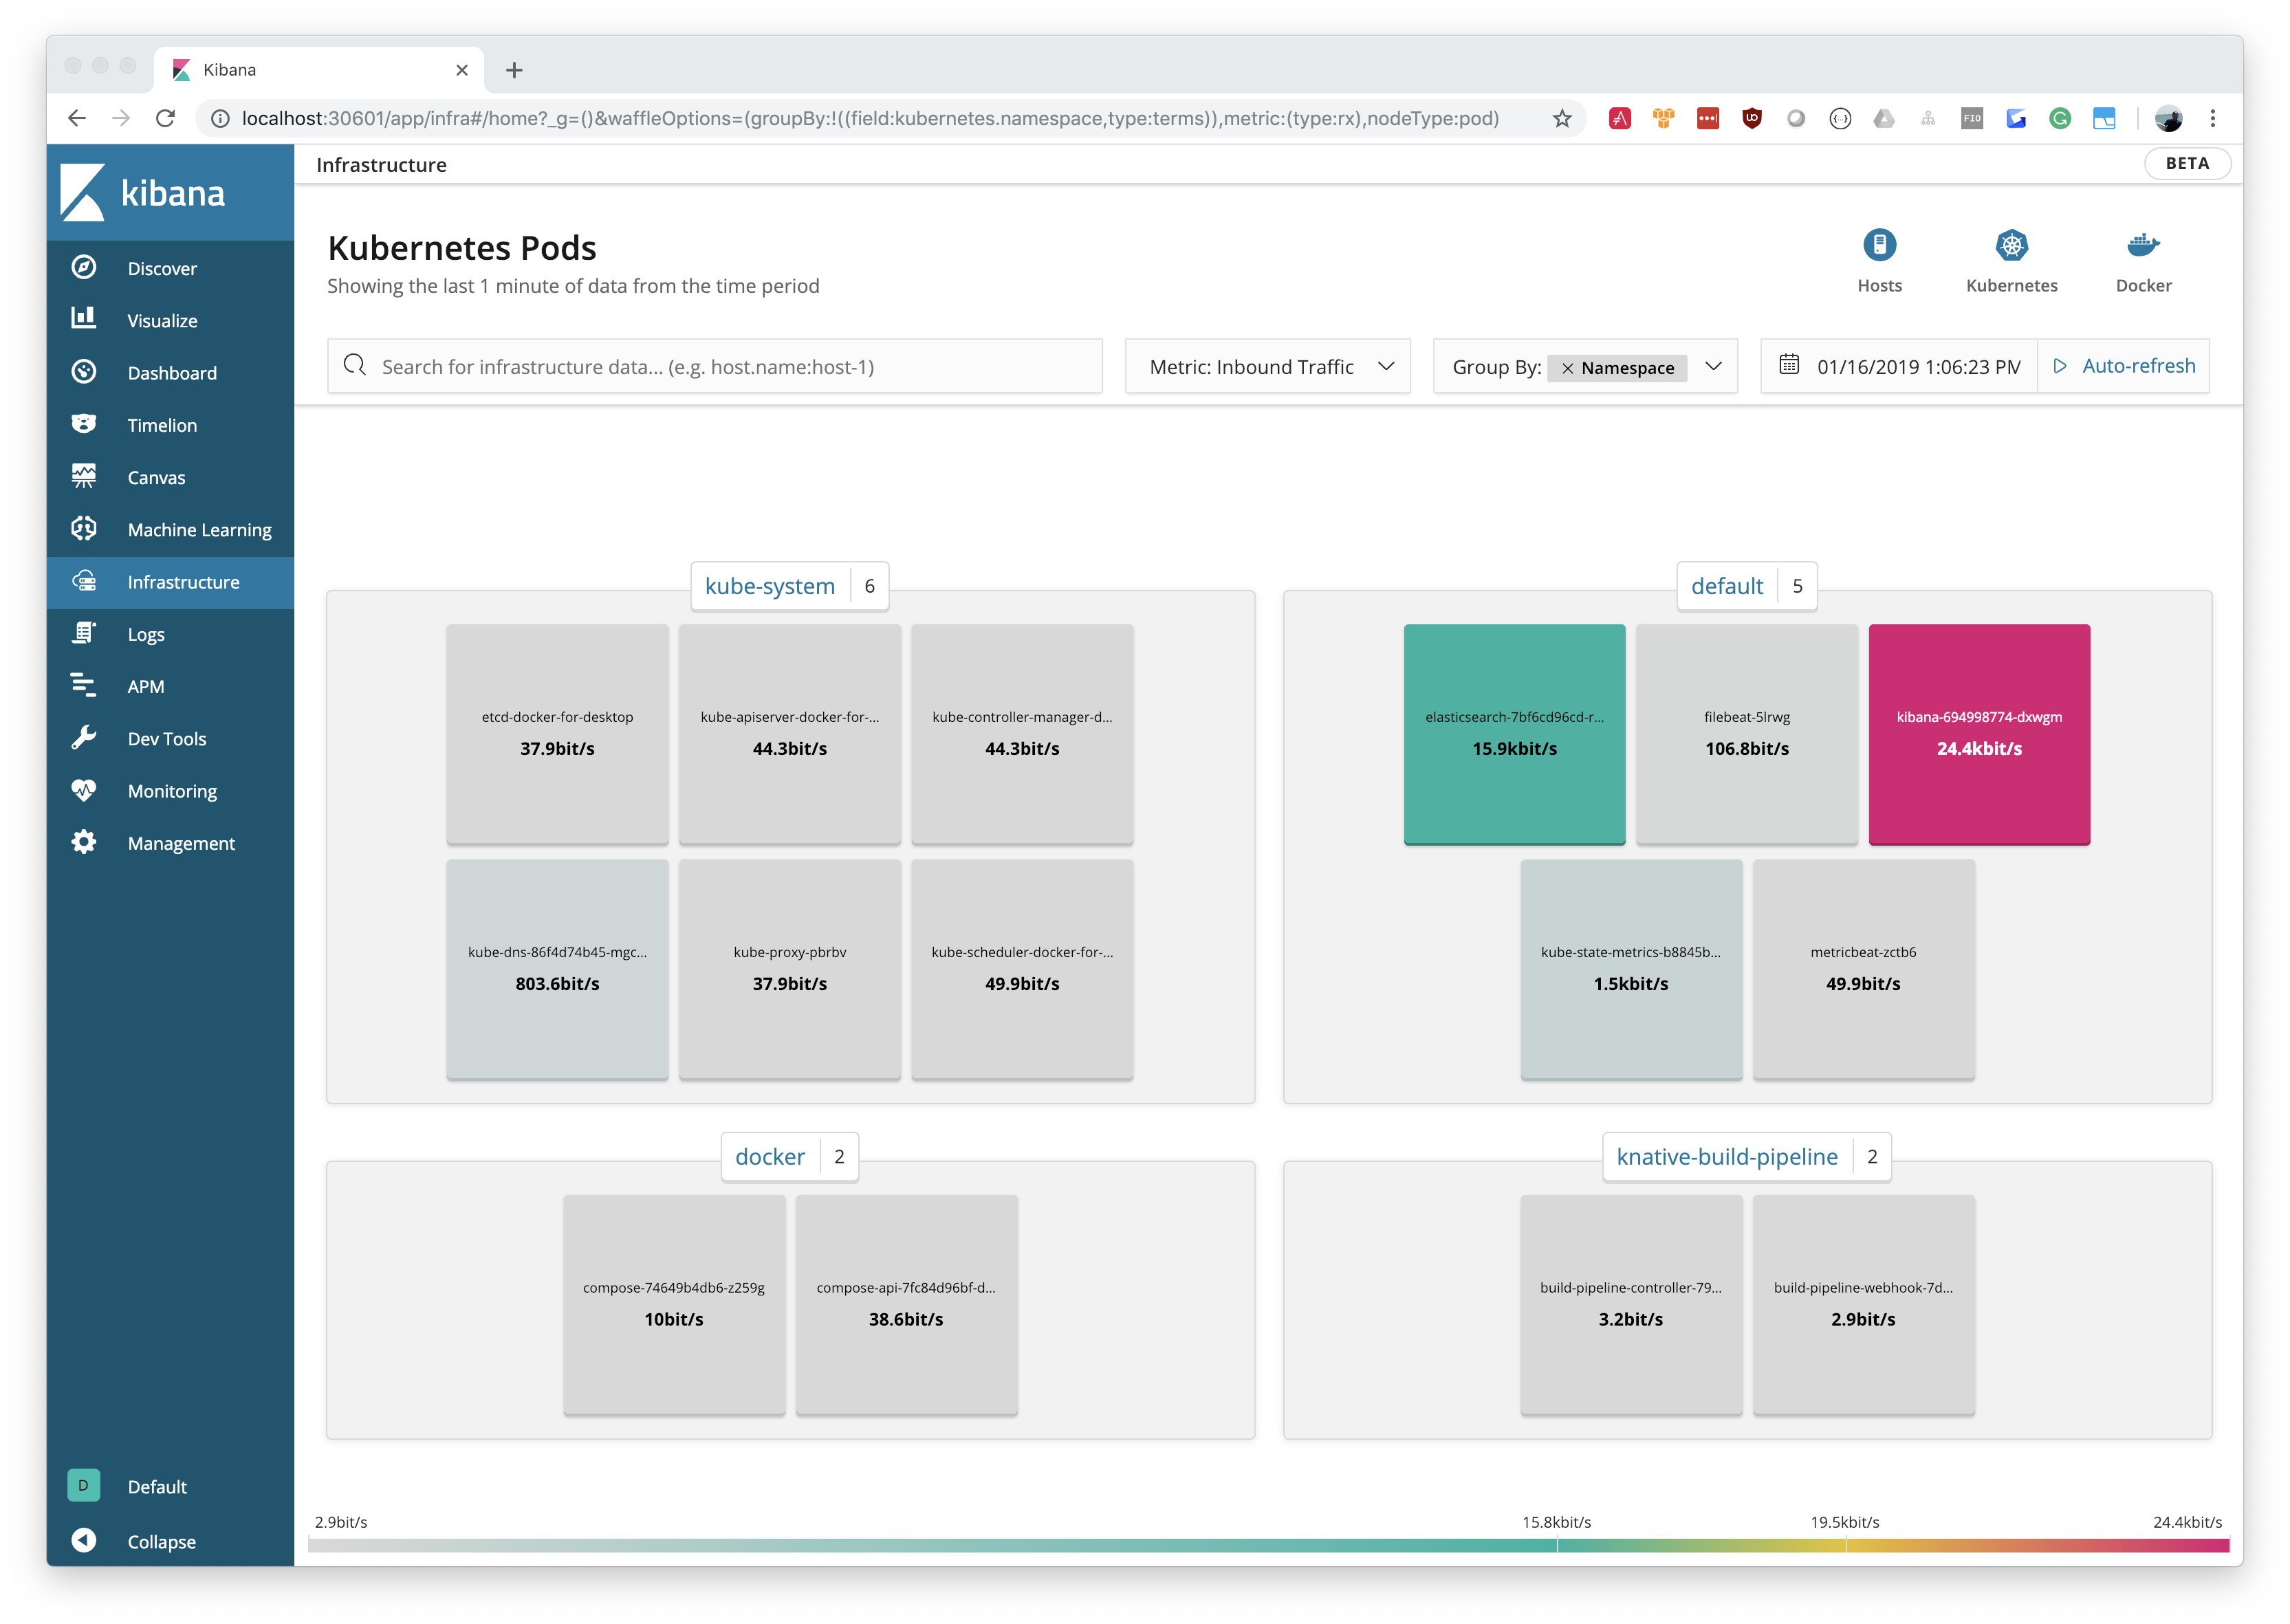 Kibana
localhost:30601/app/infra#/home?_g=()&waffleOptions=(groupBy:!((field:kubernetes.namespace,type:terms)),metric:(type:rx),nodeType:pod)
FIO
kibana
Infrastructure
BETA
Discover
Visualize
Dashboard
Timelion
Canvas
Machine Learning
Infrastructure
Logs
APM
Dev Tools
Monitoring
Management
D Default
Collapse
Kubernetes Pods
Showing the last 1 minute of data from the time period
Hosts
Kubernetes
Docker
Search for infrastructure data... (e.g. host.name:host-1)
Metric: Inbound Traffic
Group By: × Namespace
01/16/2019 1:06:23 PM
Auto-refresh
kube-system 6
etcd-docker-for-desktop
37.9bit/s
kube-apiserver-docker-for-...
44.3bit/s
kube-controller-manager-d...
44.3bit/s
kube-dns-86f4d74b45-mgc...
803.6bit/s
kube-proxy-pbrbv
37.9bit/s
kube-scheduler-docker-for-...
49.9bit/s
default 5
elasticsearch-7bf6cd96cd-r...
15.9kbit/s
filebeat-5lrwg
106.8bit/s
kibana-694998774-dxwgm
24.4kbit/s
kube-state-metrics-b8845b...
1.5kbit/s
metricbeat-zctb6
49.9bit/s
docker 2
compose-74649b4db6-z259g
10bit/s
compose-api-7fc84d96bf-d...
38.6bit/s
knative-build-pipeline 2
build-pipeline-controller-79...
3.2bit/s
build-pipeline-webhook-7d...
2.9bit/s
2.9bit/s
15.8kbit/s
19.5kbit/s
24.4kbit/s